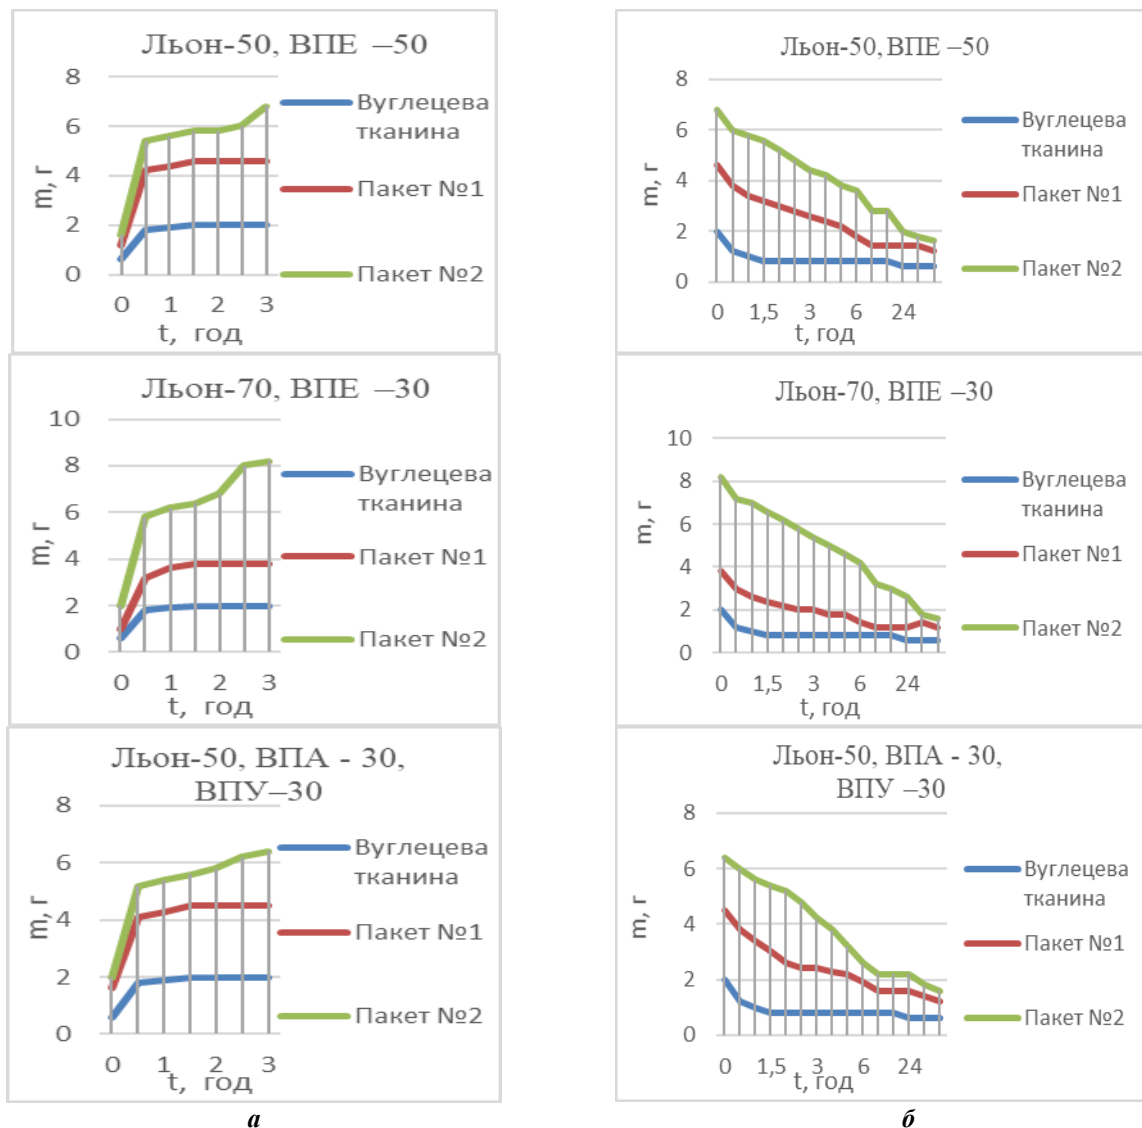 Льон-50, ВПЕ –50
8
6
4
2
0
m, г
0 1 2 3
t, год
Вуглецева
тканина
Пакет №1
Пакет №2
Льон-50, ВПЕ –50
8
6
4
2
0
m, г
0 1,5 3 6 24
t, год
Вуглецева
тканина
Пакет №1
Пакет №2
Льон-70, ВПЕ –30
10
8
6
4
2
0
m, г
0 1 2 3
t, год
Вуглецева
тканина
Пакет №1
Пакет №2
Льон-70, ВПЕ –30
10
8
6
4
2
0
m, г
0 1,5 3 6 24
t, год
Вуглецева
тканина
Пакет №1
Пакет №2
Льон-50, ВПА - 30,
ВПУ–30
8
6
4
2
0
m, г
0 1 2 3
t, год
Вуглецева
тканина
Пакет №1
Пакет №2
Льон-50, ВПА - 30,
ВПУ –30
8
6
4
2
0
m, г
0 1,5 3 6 24
t, год
Вуглецева
тканина
Пакет №1
Пакет №2
а
б